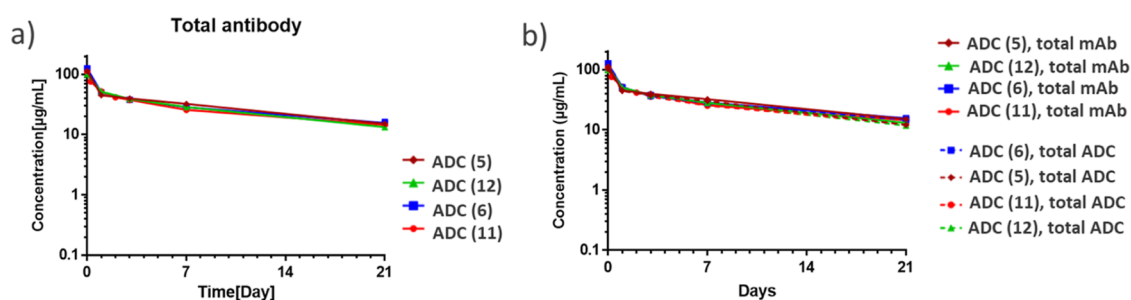 a)
Total antibody
Concentration[µg/mL]
100
10
1
0.1
0
7
14
21
Time[Day]
ADC (5)
ADC (12)
ADC (6)
ADC (11)
b)
Concentration (µg/mL)
100
10
1
0.1
0
7
14
21
Days
ADC (5), total mAb
ADC (12), total mAb
ADC (6), total mAb
ADC (11), total mAb
ADC (6), total ADC
ADC (5), total ADC
ADC (11), total ADC
ADC (12), total ADC